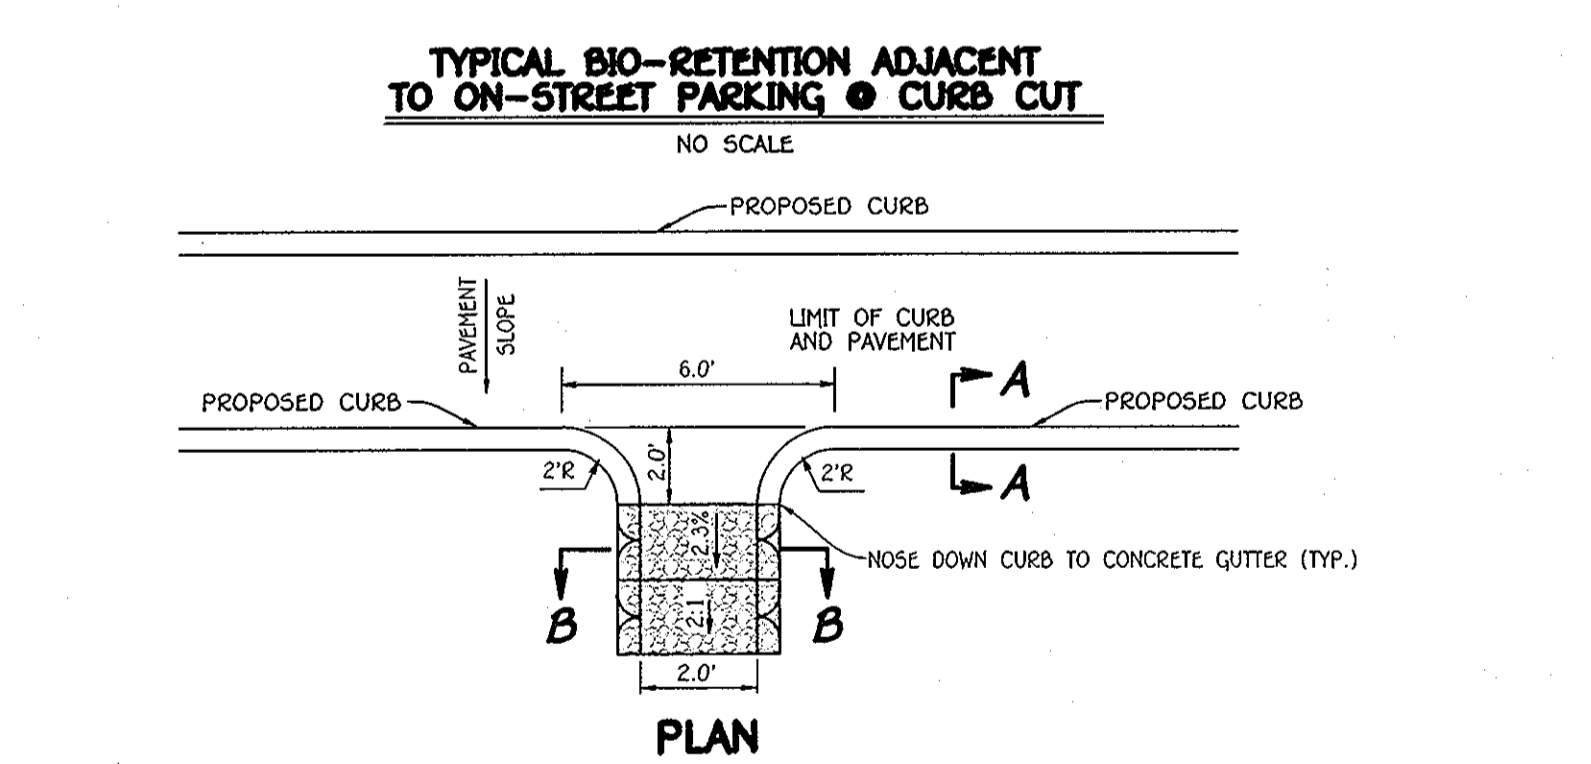 TYPICAL BIO-RETENTION ADJACENT
TO ON-STREET PARKING @ CURB CUT
NO SCALE
PROPOSED CURB
PAVEMENT
SLOPE
LIMIT OF CURB
AND PAVEMENT
6.0'
A
PROPOSED CURB
PROPOSED CURB
2.0'
2'R
2'R
A
2.3%
NOSE DOWN CURB TO CONCRETE GUTTER (TYP.)
B
2:1
B
2.0'
PLAN